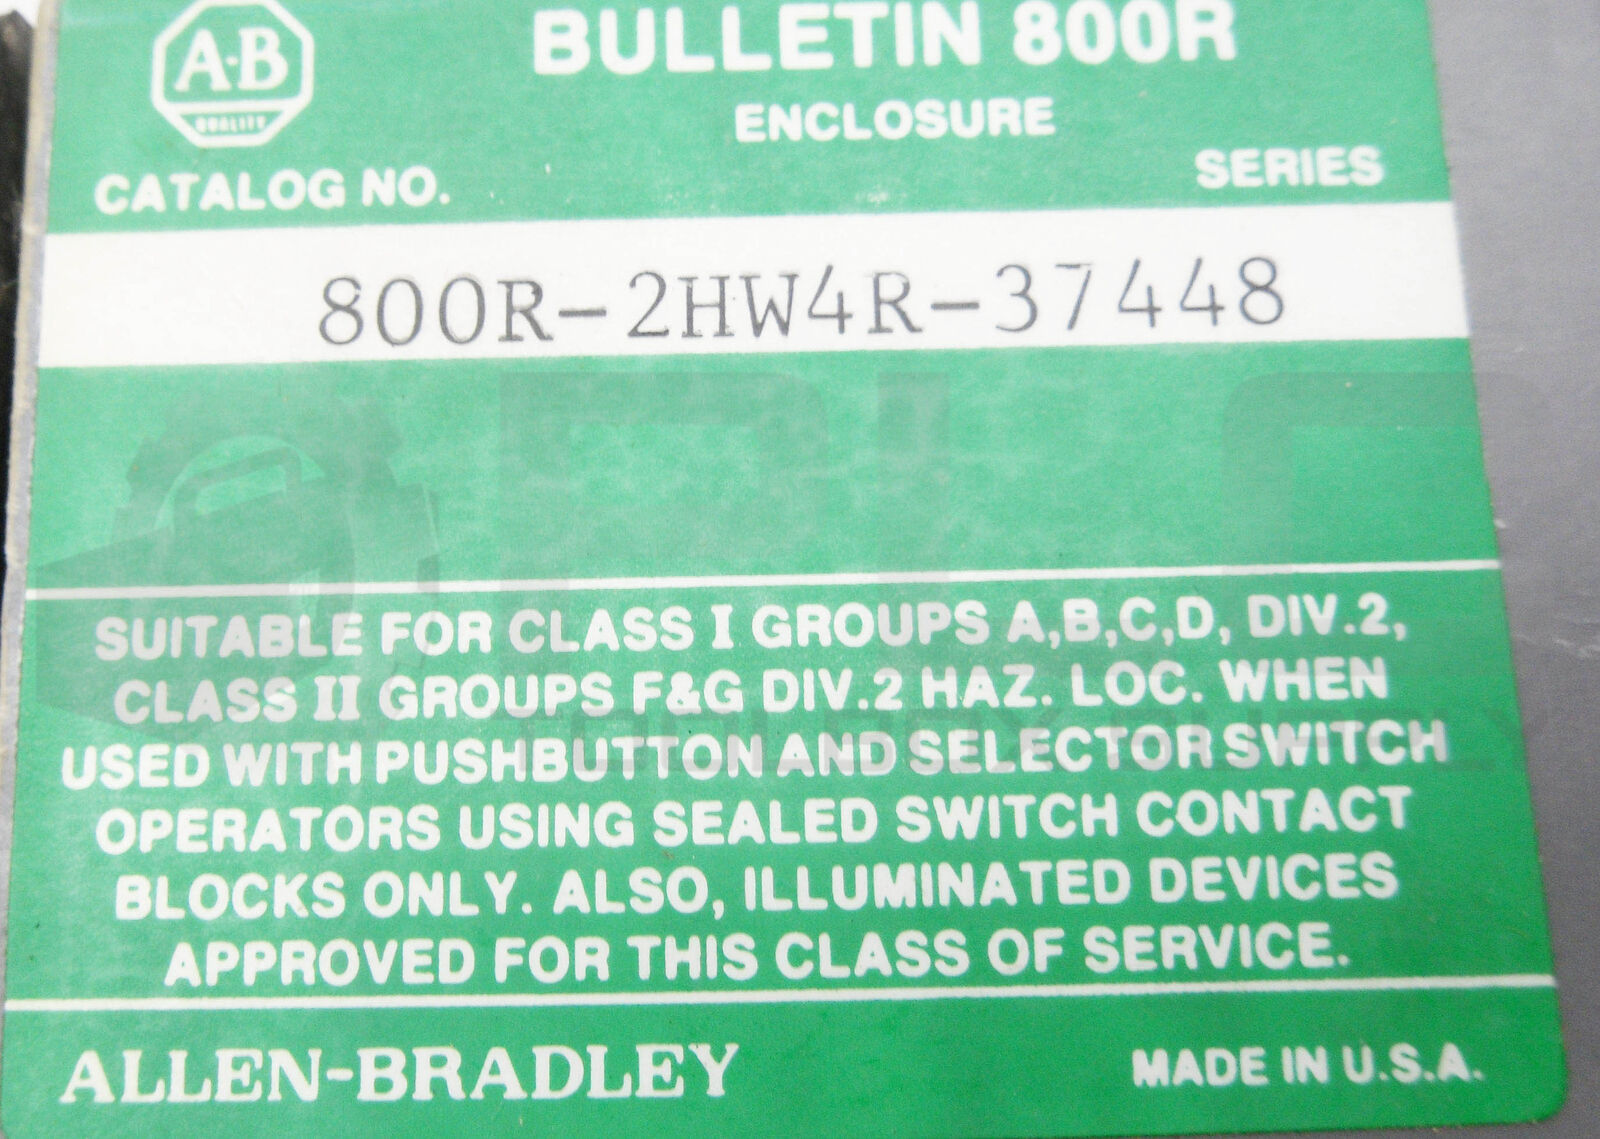 A-B
QUALITY
BULLETIN 800R
ENCLOSURE
CATALOG NO.
SERIES
800R-2HW4R-37448
SUITABLE FOR CLASS I GROUPS A,B,C,D, DIV.2,
CLASS II GROUPS F&G DIV.2 HAZ. LOC. WHEN
USED WITH PUSHBUTTON AND SELECTOR SWITCH
OPERATORS USING SEALED SWITCH CONTACT
BLOCKS ONLY. ALSO, ILLUMINATED DEVICES
APPROVED FOR THIS CLASS OF SERVICE.
ALLEN-BRADLEY
MADE IN U.S.A.